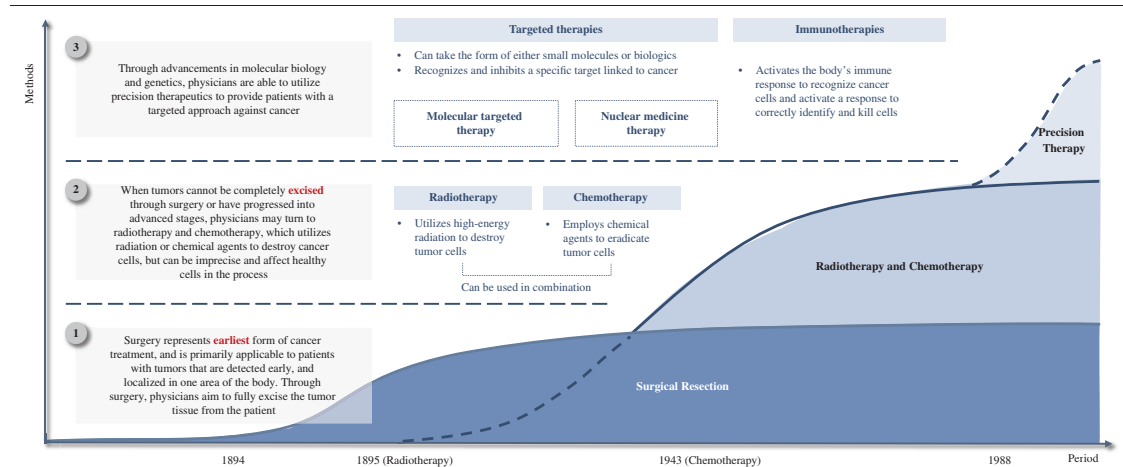 Methods
3
Through advancements in molecular biology
and genetics, physicians are able to utilize
precision therapeutics to provide patients with a
targeted approach against cancer
Targeted therapies
• Can take the form of either small molecules or biologics
• Recognizes and inhibits a specific target linked to cancer
Molecular targeted
therapy
Nuclear medicine
therapy
Immunotherapies
• Activates the body's immune
response to recognize cancer
cells and activate a response to
correctly identify and kill cells
Precision
Therapy
2
When tumors cannot be completely excised
through surgery or have progressed into
advanced stages, physicians may turn to
radiotherapy and chemotherapy, which utilizes
radiation or chemical agents to destroy cancer
cells, but can be imprecise and affect healthy
cells in the process
Radiotherapy
• Utilizes high-energy
radiation to destroy
tumor cells
Chemotherapy
• Employs chemical
agents to eradicate
tumor cells
Can be used in combination
Radiotherapy and Chemotherapy
1
Surgery represents earliest form of cancer
treatment, and is primarily applicable to patients
with tumors that are detected early, and
localized in one area of the body. Through
surgery, physicians aim to fully excise the tumor
tissue from the patient
Surgical Resection
1894
1895 (Radiotherapy)
1943 (Chemotherapy)
1988
Period